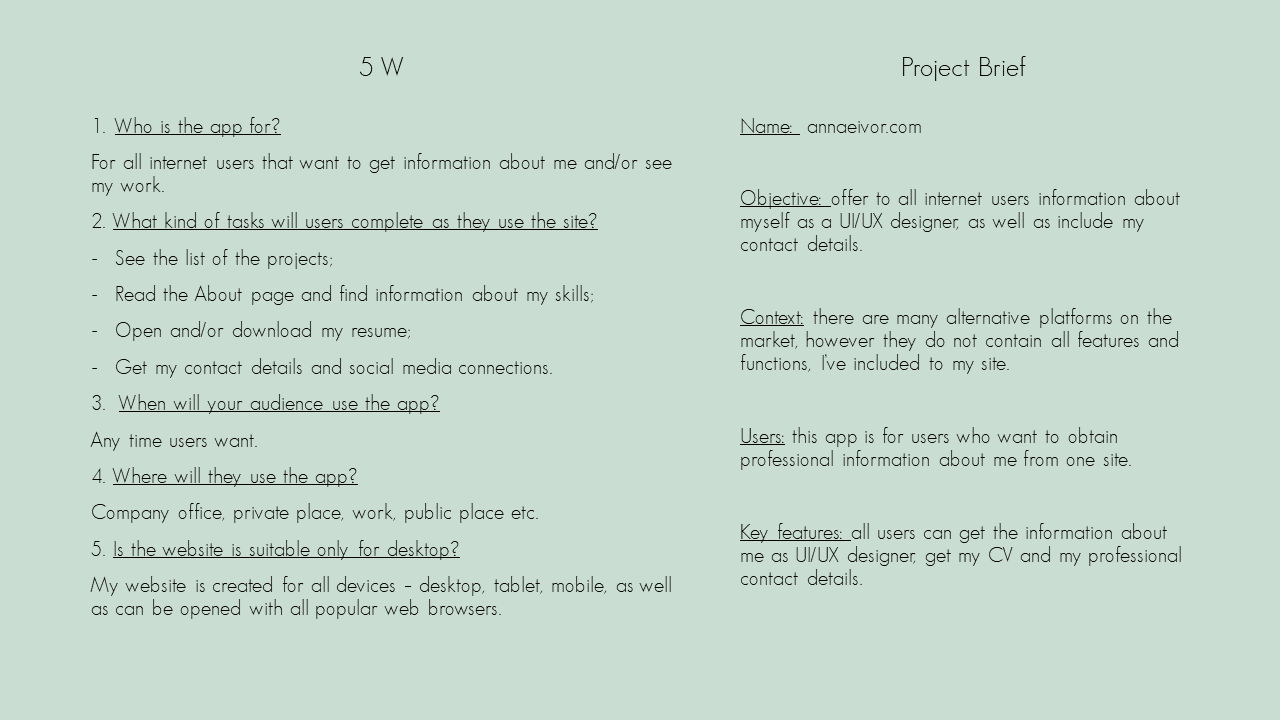 5 W
1. Who is the app for?
For all internet users that want to get information about me and/or see
my work.
2. What kind of tasks will users complete as they use the site?
- See the list of the projects;
- Read the About page and find information about my skills;
- Open and/or download my resume;
- Get my contact details and social media connections.
3. When will your audience use the app?
Any time users want.
4. Where will they use the app?
Company office, private place, work, public place etc.
5. Is the website is suitable only for desktop?
My website is created for all devices – desktop, tablet, mobile, as well
as can be opened with all popular web browsers.
Project Brief
Name: annaeivor.com
Objective: offer to all internet users information about
myself as a UI/UX designer, as well as include my
contact details.
Context: there are many alternative platforms on the
market, however they do not contain all features and
functions, I've included to my site.
Users: this app is for users who want to obtain
professional information about me from one site.
Key features: all users can get the information about
me as UI/UX designer, get my CV and my professional
contact details.